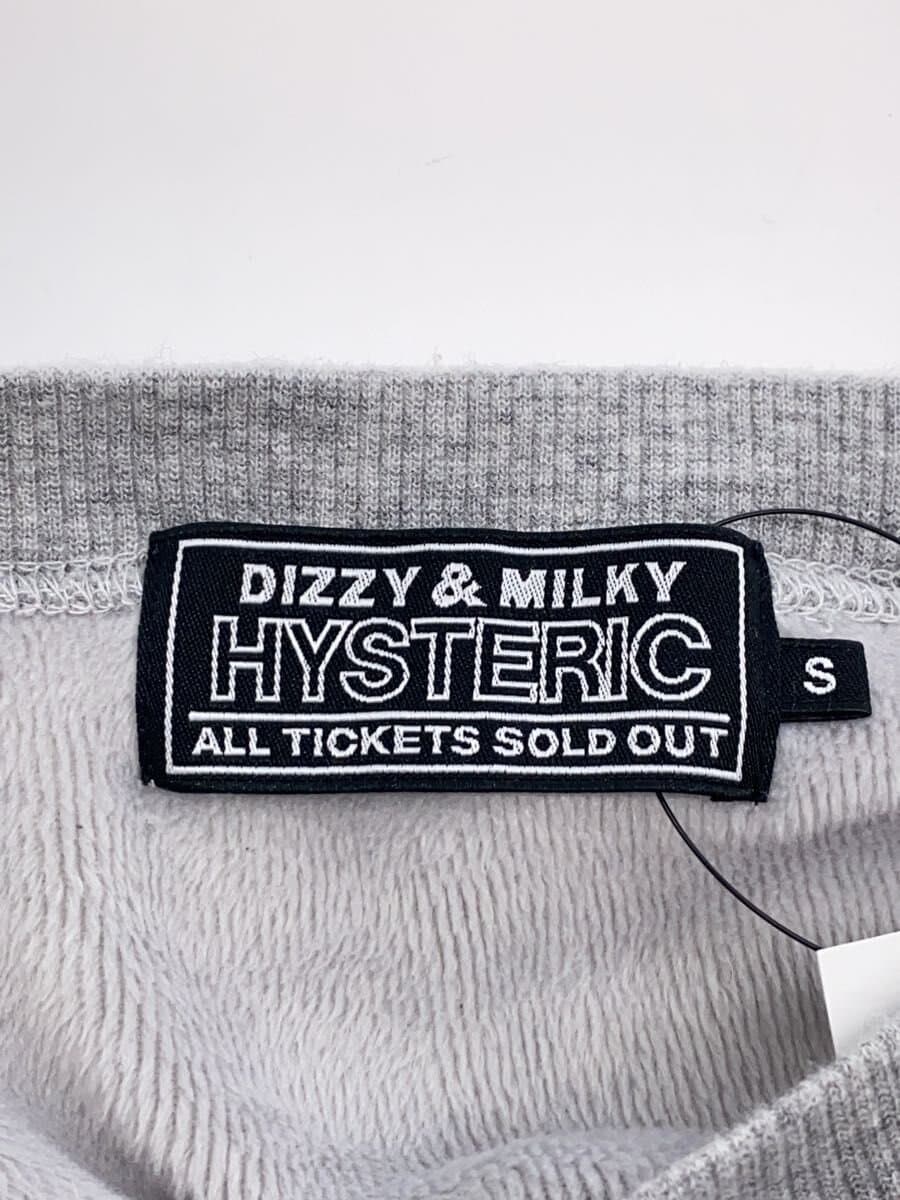 DIZZY & MILKY
HYSTERIC
ALL TICKETS SOLD OUT
S